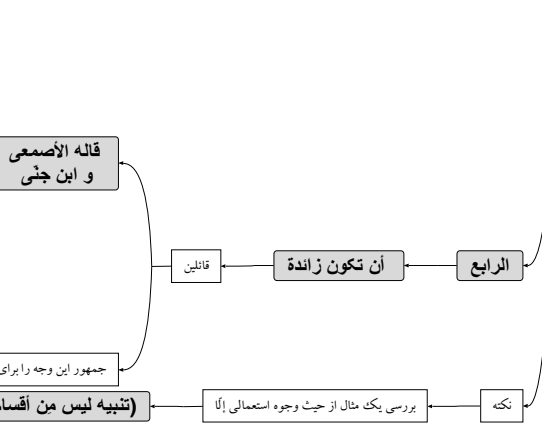 قاله الأصمعی
و ابن جنّی
الرابع
أن تکون زائدة
قائلین
جمهور این وجه را برای
نکته
بررسی یک مثال از حیث وجوه استعمالی إلّا
(تنبیه لیس مِن أقسا